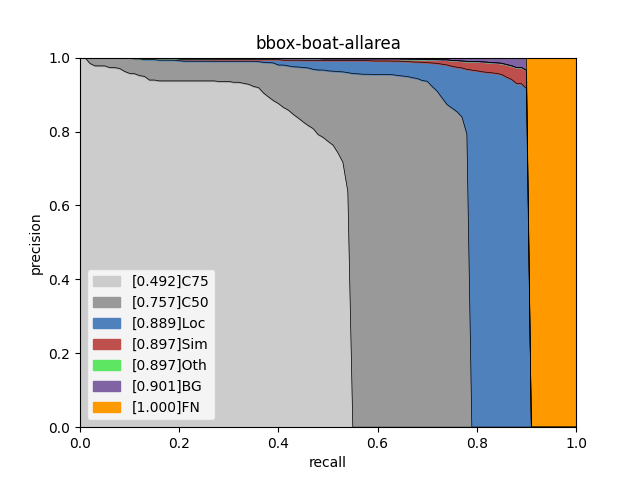 bbox-boat-allarea
1.0
0.8
0.6
0.4
0.2
0.0
precision
[0.492]C75
[0.757]C50
[0.889]Loc
[0.897]Sim
[0.897]Oth
[0.901]BG
[1.000]FN
0.0 0.2 0.4 0.6 0.8 1.0
recall